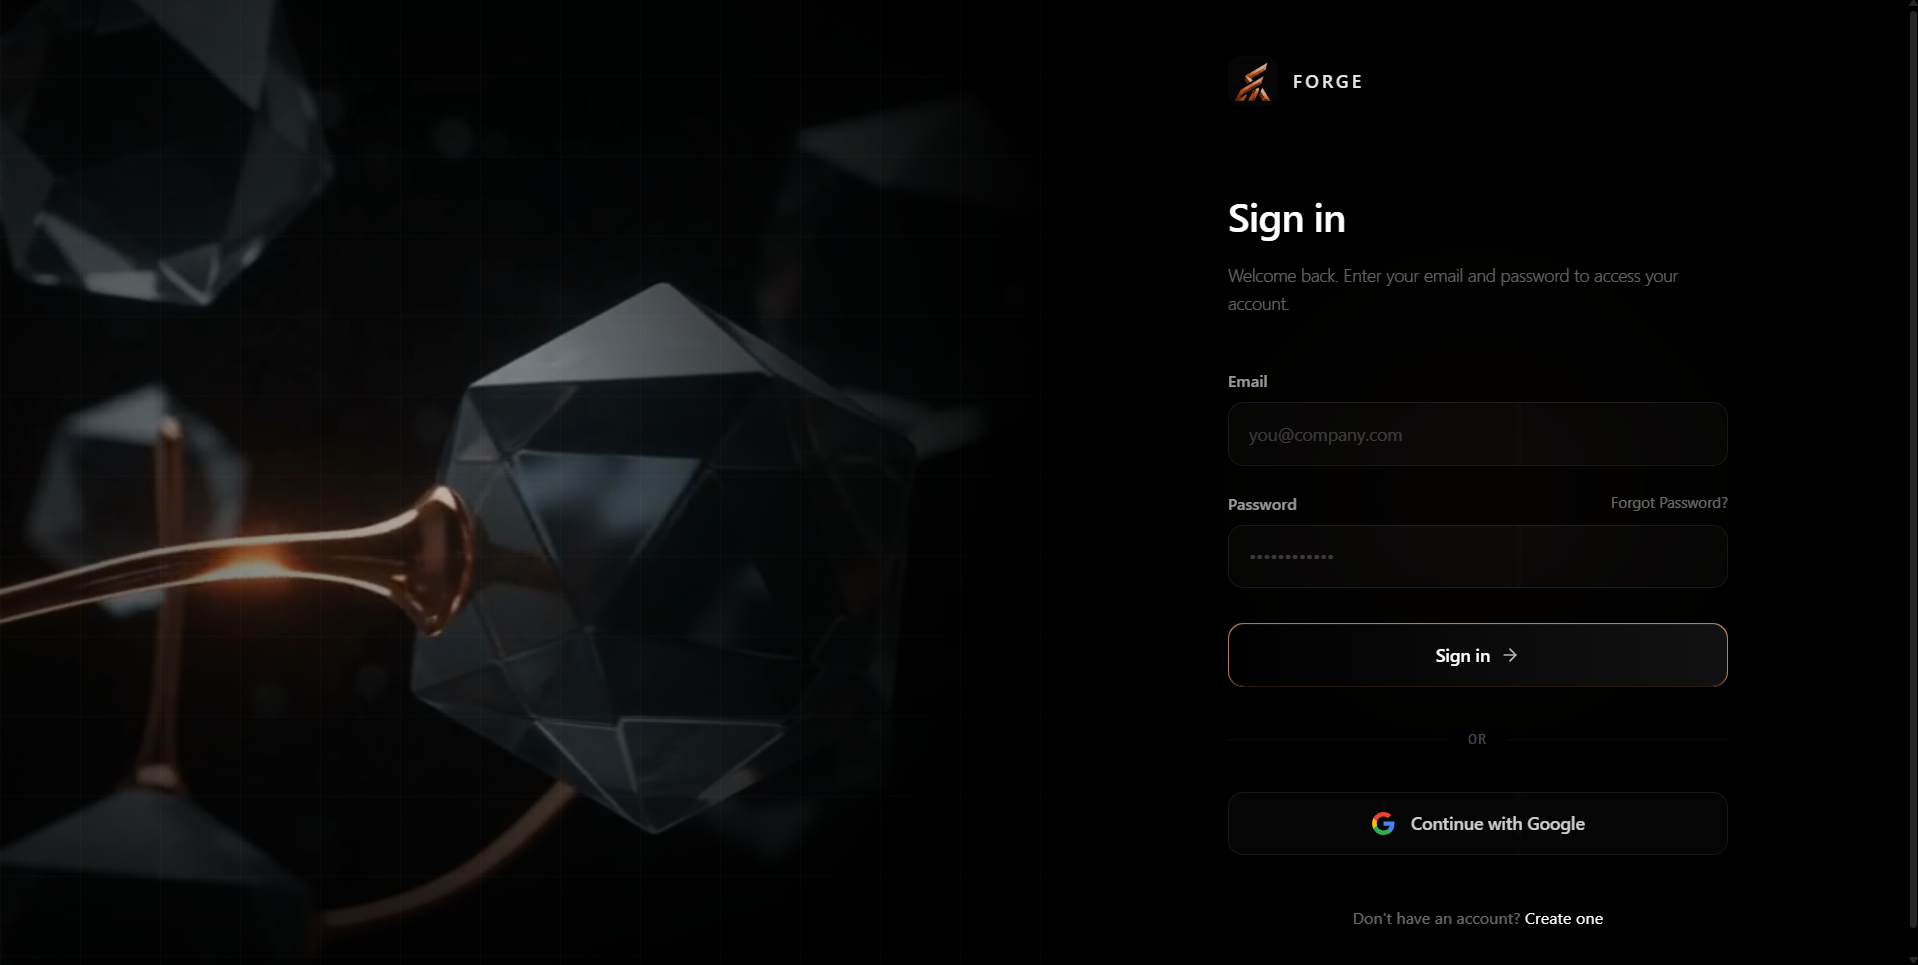 FORGE
Sign in
Welcome back. Enter your email and password to access your
account.
Email
you@company.com
Password
Forgot Password?
••••••••••••
Sign in →
OR
Continue with Google
Don't have an account? Create one